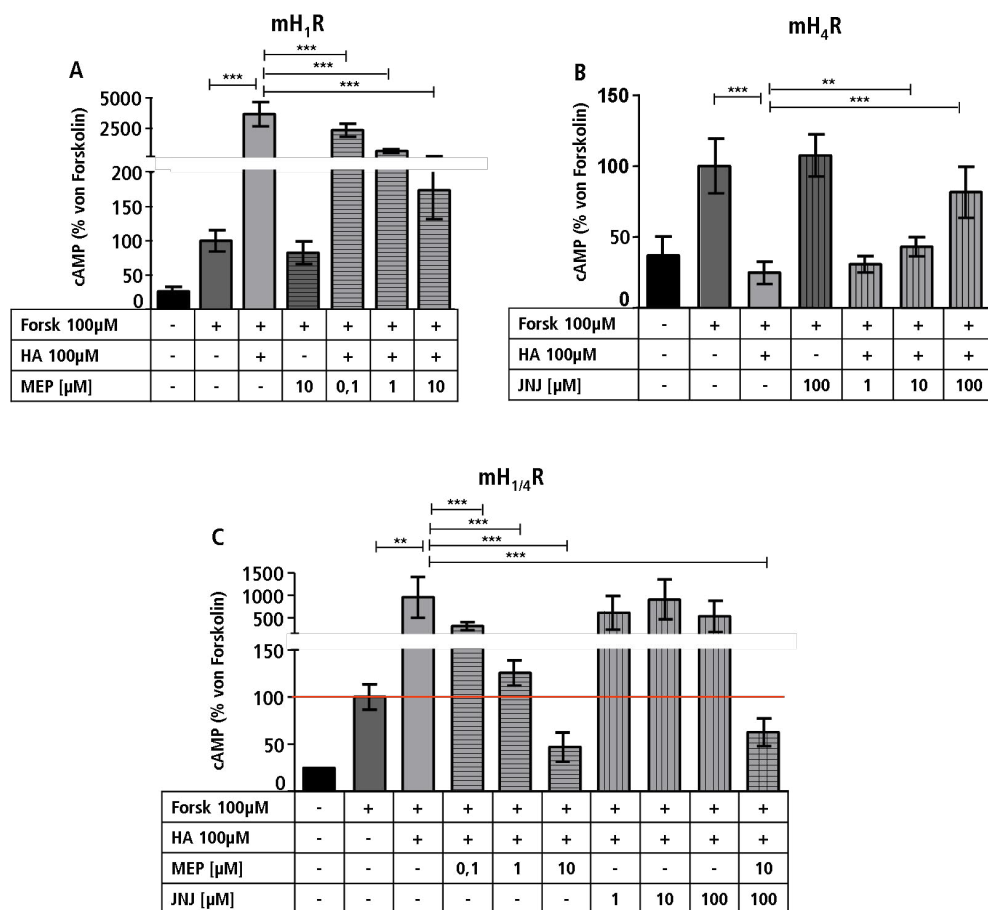 mH1R
A
***
***
***
***
cAMP (% von Forskolin)
5000
2500
200
150
100
50
0
Forsk 100µM - + + + + + +
HA 100µM - - + - + + +
MEP [µM] - - - 10 0,1 1 10
mH4R
B
**
***
***
cAMP (% von Forskolin)
150
100
50
0
Forsk 100µM - + + + + + +
HA 100µM - - + - + + +
JNJ [µM] - - - 100 1 10 100
mH1/4R
C
***
***
**
***
***
cAMP (% von Forskolin)
1500
1000
500
150
100
50
0
Forsk 100µM - + + + + + + + + +
HA 100µM - - + + + + + + + +
MEP [µM] - - - 0,1 1 10 - - - 10
JNJ [µM] - - - - - - 1 10 100 100